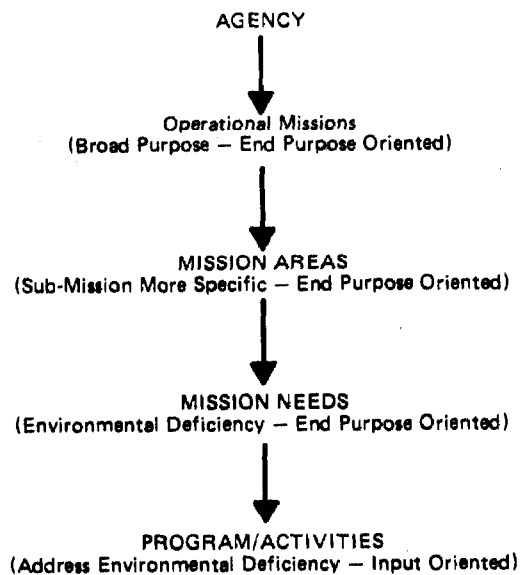 AGENCY
Operational Missions
(Broad Purpose — End Purpose Oriented)
MISSION AREAS
(Sub-Mission More Specific — End Purpose Oriented)
MISSION NEEDS
(Environmental Deficiency — End Purpose Oriented)
PROGRAM/ACTIVITIES
(Address Environmental Deficiency — Input Oriented)